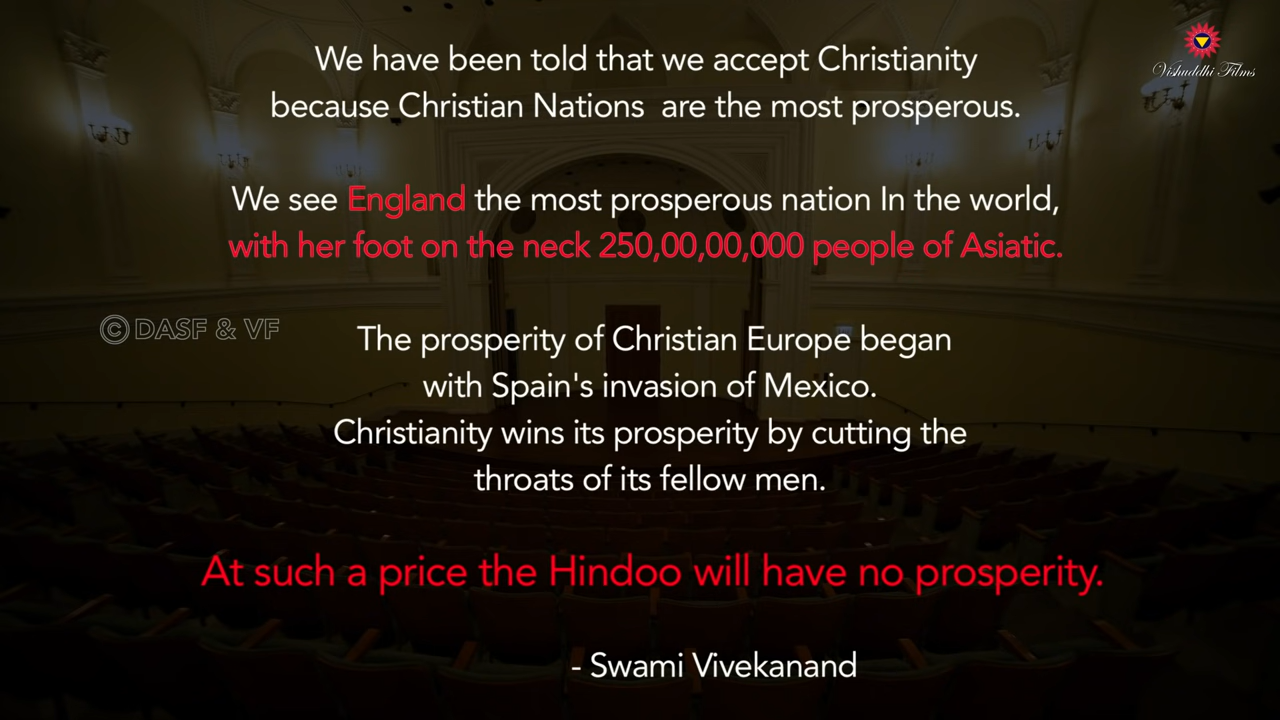 We have been told that we accept Christianity
because Christian Nations are the most prosperous.
Vishuddhi Films
We see England the most prosperous nation In the world,
with her foot on the neck 250,00,00,000 people of Asiatic.
© DASF & VF
The prosperity of Christian Europe began
with Spain's invasion of Mexico.
Christianity wins its prosperity by cutting the
throats of its fellow men.
At such a price the Hindoo will have no prosperity.
- Swami Vivekanand